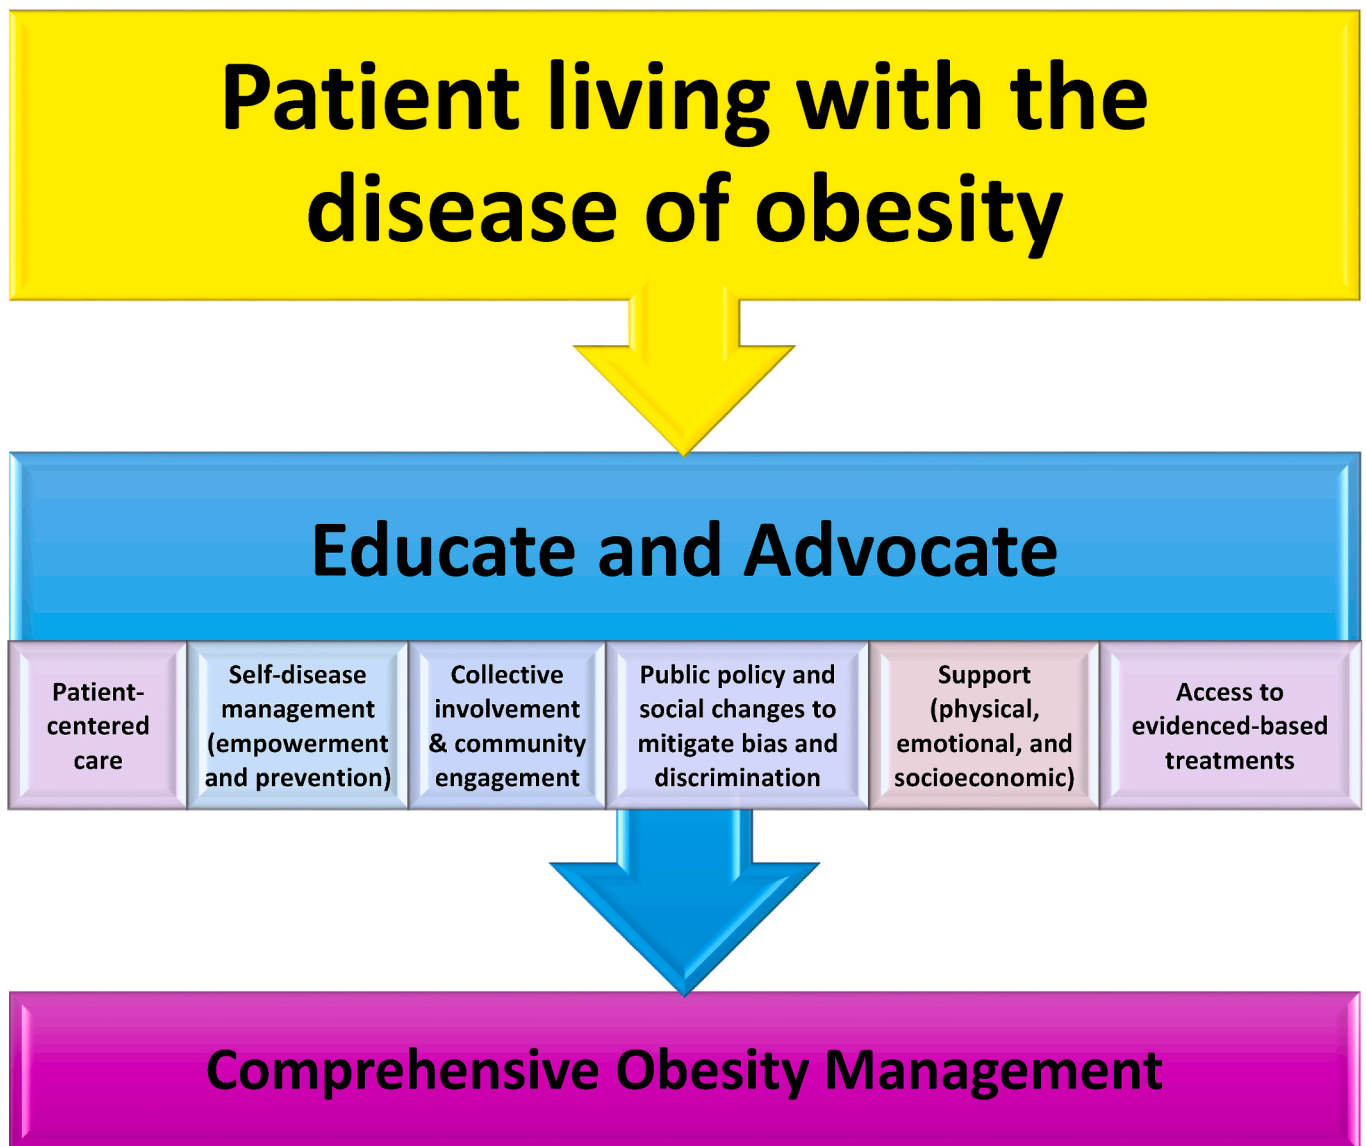 Patient living with the
disease of obesity
Educate and Advocate
Patient-
centered
care
Self-disease
management
(empowerment
and prevention)
Collective
involvement
& community
engagement
Public policy and
social changes to
mitigate bias and
discrimination
Support
(physical,
emotional, and
socioeconomic)
Access to
evidenced-based
treatments
Comprehensive Obesity Management